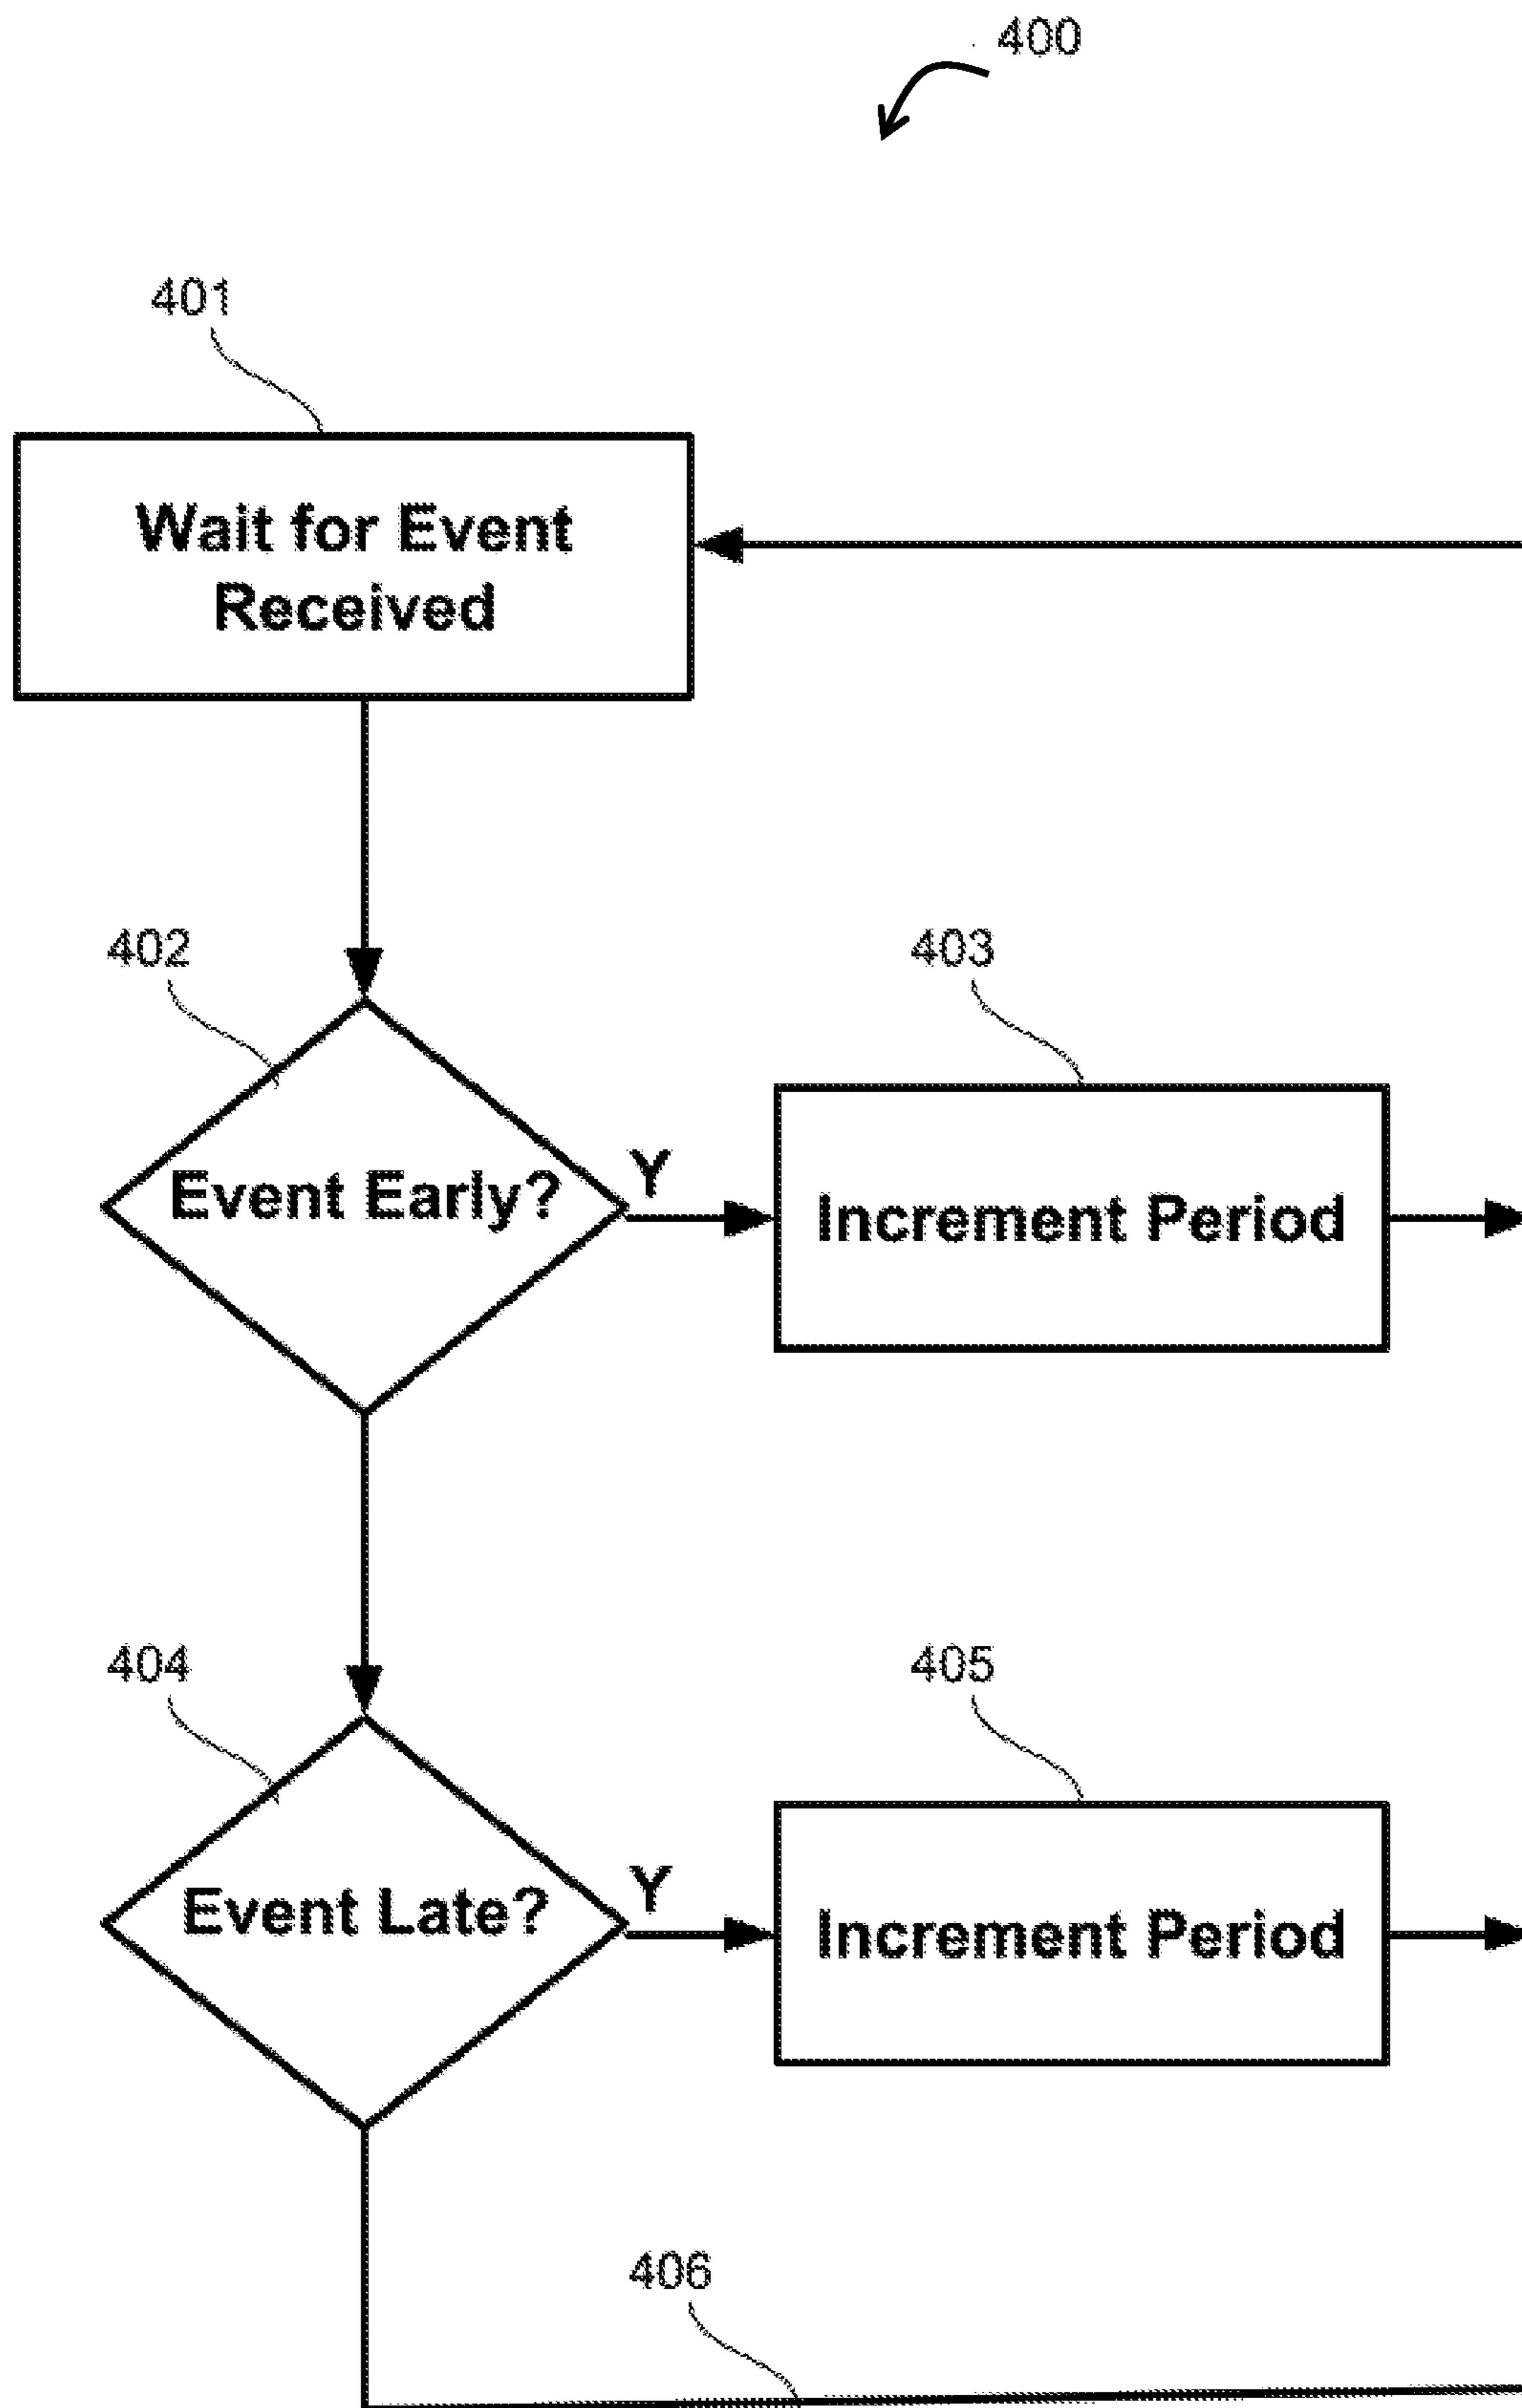 400
401
Wait for Event
Received
402
403
Event Early?
Y
Increment Period
404
405
Event Late?
Y
Increment Period
406